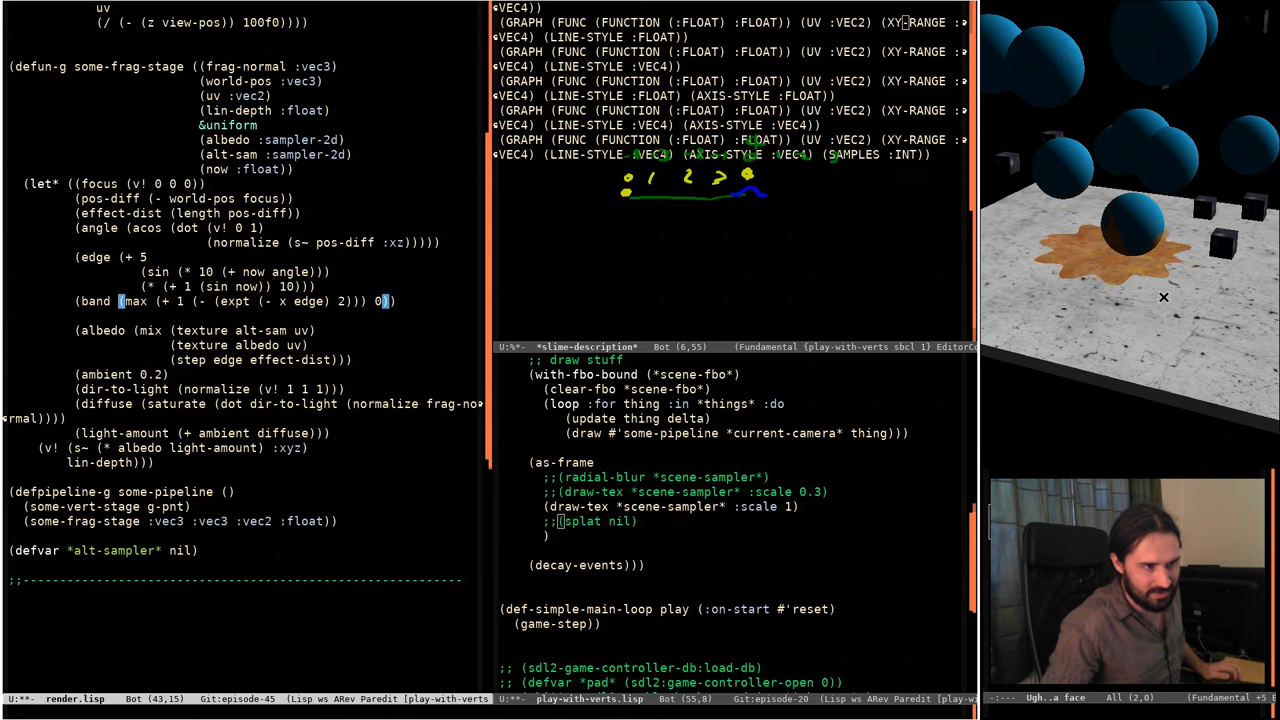 uv
(/ (- (z view-pos)) 100f0))))
(defun-g some-frag-stage ((frag-normal :vec3)
(world-pos :vec3)
(uv :vec2)
(lin-depth :float)
&uniform
(albedo :sampler-2d)
(alt-sam :sampler-2d)
(now :float))
(let* ((focus (v! 0 0 0))
(pos-diff (- world-pos focus))
(effect-dist (length pos-diff))
(angle (acos (dot (v! 0 1)
(normalize (s~ pos-diff :xz)))))
(edge (+ 5
(sin (* 10 (+ now angle)))
(* (+ 1 (sin now)) 10)))
(band (max (+ 1 (- (expt (- x edge) 2))) 0))
(albedo (mix (texture alt-sam uv)
(texture albedo uv)
(step edge effect-dist)))
(ambient 0.2)
(dir-to-light (normalize (v! 1 1 1)))
(diffuse (saturate (dot dir-to-light (normalize frag-no
rmal))))
(light-amount (+ ambient diffuse)))
(v! (s~ (* albedo light-amount) :xyz)
lin-depth)))
(defpipeline-g some-pipeline ()
(some-vert-stage g-pnt)
(some-frag-stage :vec3 :vec3 :vec2 :float))
(defvar *alt-sampler* nil)
;;------------------------------------------------------------
U:**- render.lisp Bot (43,15) Git:episode-45 (Lisp ws ARev Paredit [play-with-verts
VEC4))
(GRAPH (FUNC (FUNCTION (:FLOAT) :FLOAT)) (UV :VEC2) (XY-RANGE :
VEC4) (LINE-STYLE :FLOAT))
(GRAPH (FUNC (FUNCTION (:FLOAT) :FLOAT)) (UV :VEC2) (XY-RANGE :
VEC4) (LINE-STYLE :VEC4))
(GRAPH (FUNC (FUNCTION (:FLOAT) :FLOAT)) (UV :VEC2) (XY-RANGE :
VEC4) (LINE-STYLE :FLOAT) (AXIS-STYLE :FLOAT))
(GRAPH (FUNC (FUNCTION (:FLOAT) :FLOAT)) (UV :VEC2) (XY-RANGE :
VEC4) (LINE-STYLE :VEC4) (AXIS-STYLE :VEC4))
(GRAPH (FUNC (FUNCTION (:FLOAT) :FLOAT)) (UV :VEC2) (XY-RANGE :
VEC4) (LINE-STYLE :VEC4) (AXIS-STYLE :VEC4) (SAMPLES :INT))
0 1 2 3
U:%*- *slime-description* Bot (6,55) (Fundamental {play-with-verts sbcl 1} EditorCo
;; draw stuff
(with-fbo-bound (*scene-fbo*)
(clear-fbo *scene-fbo*)
(loop :for thing :in *things* :do
(update thing delta)
(draw #'some-pipeline *current-camera* thing)))
(as-frame
;;(radial-blur *scene-sampler*)
;;(draw-tex *scene-sampler* :scale 0.3)
(draw-tex *scene-sampler* :scale 1)
;;(splat nil)
)
(decay-events)))
(def-simple-main-loop play (:on-start #'reset)
(game-step))
;; (sdl2-game-controller-db:load-db)
;; (defvar *pad* (sdl2:game-controller-open 0))
U:**- play-with-verts.lisp Bot (55,8) Git:episode-20 (Lisp ws ARev Paredit [play-wi
-:--- Ugh..a face All (2,0) (Fundamental +5 E